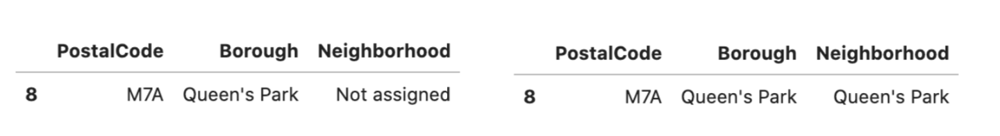 PostalCode Borough Neighborhood
8 M7A Queen's Park Not assigned
PostalCode Borough Neighborhood
8 M7A Queen's Park Queen's Park